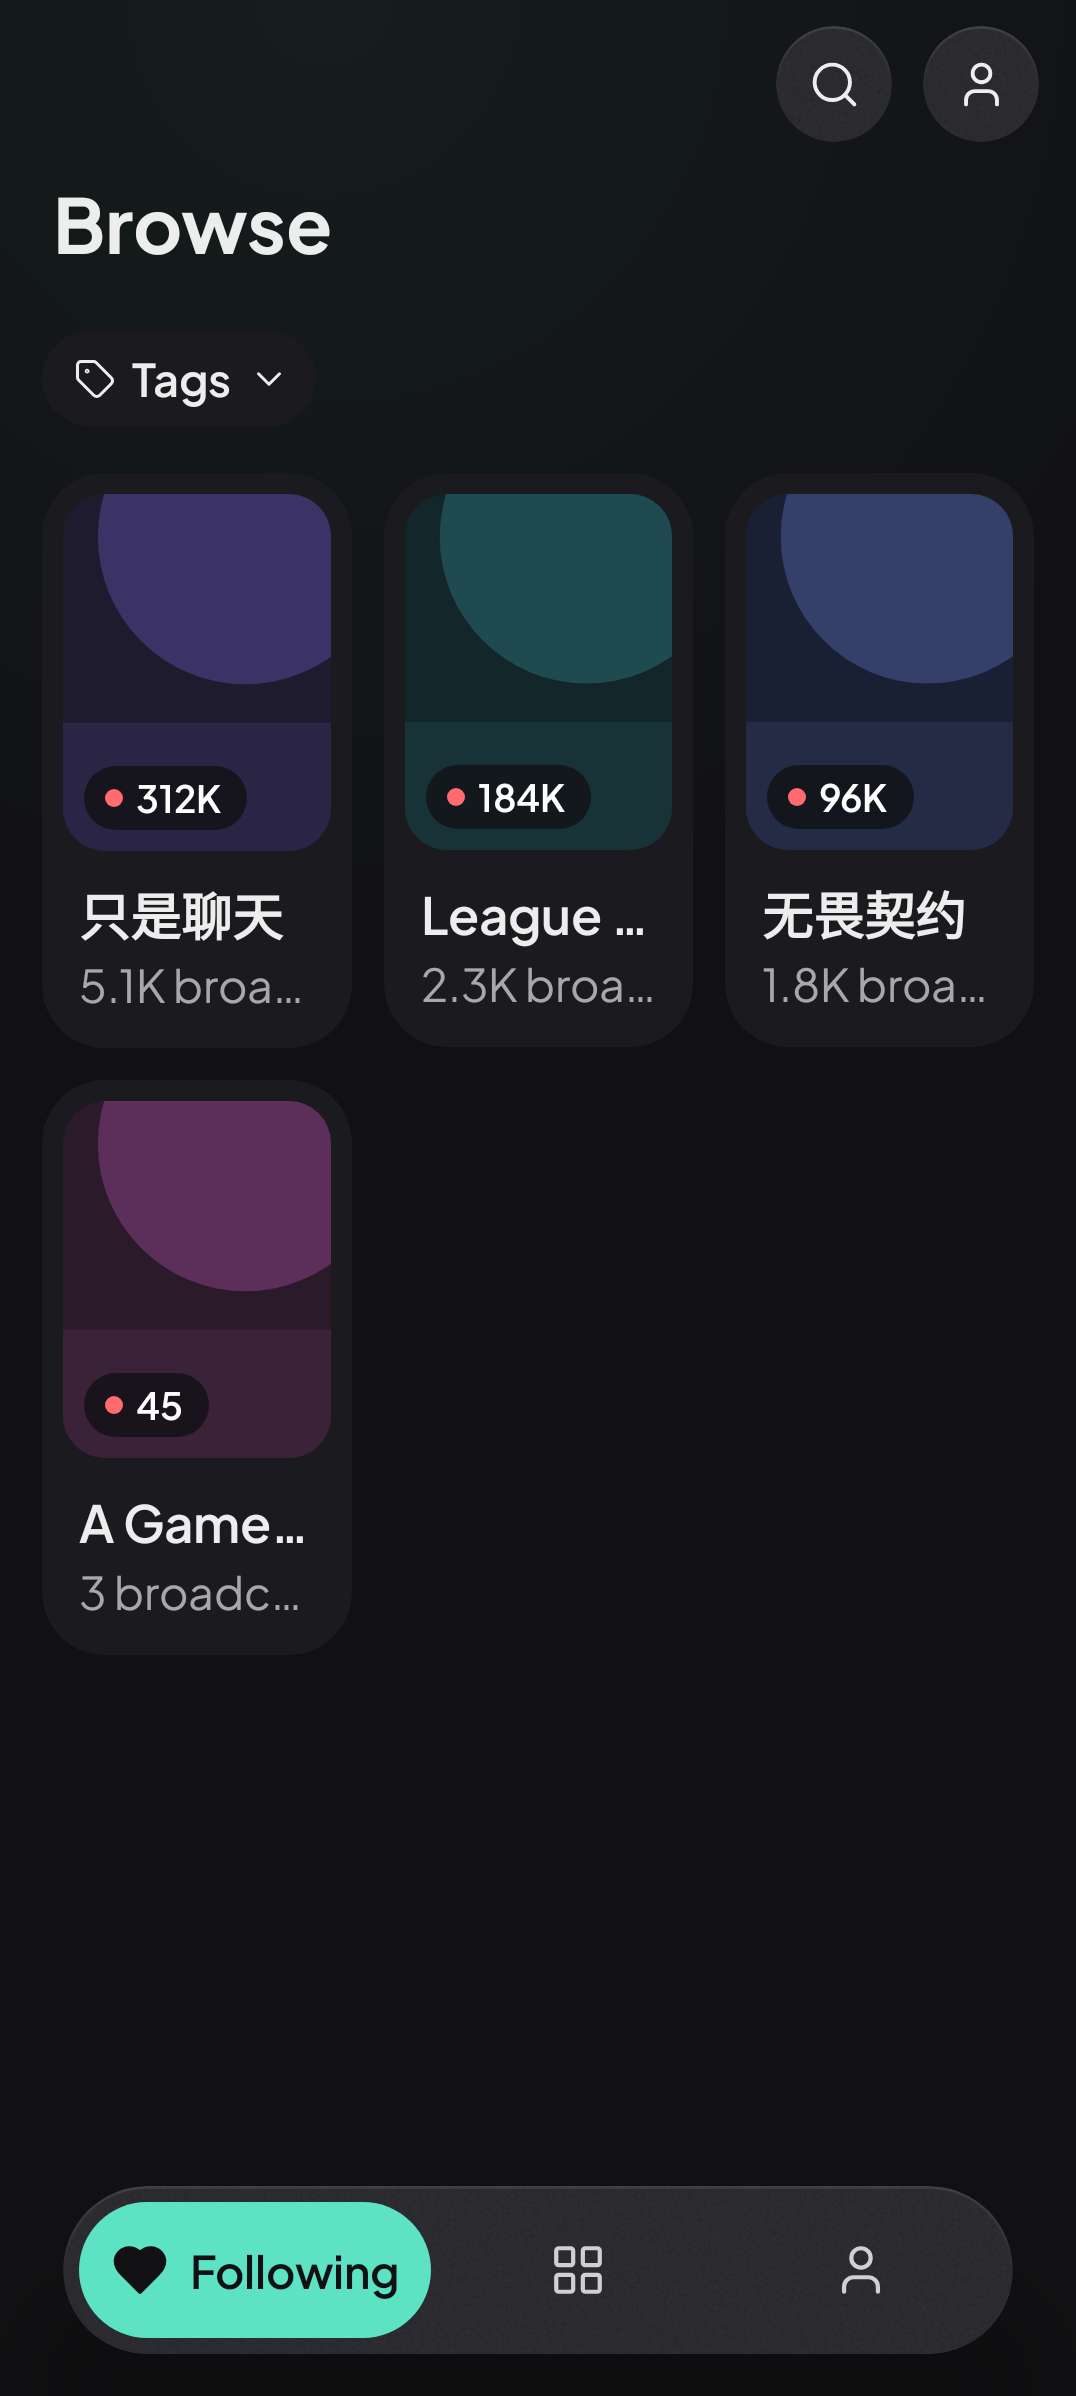 Browse
Tags
312K
184K
96K
只是聊天
League ...
无畏契约
5.1K broa...
2.3K broa...
1.8K broa...
45
A Game...
3 broadc...
Following